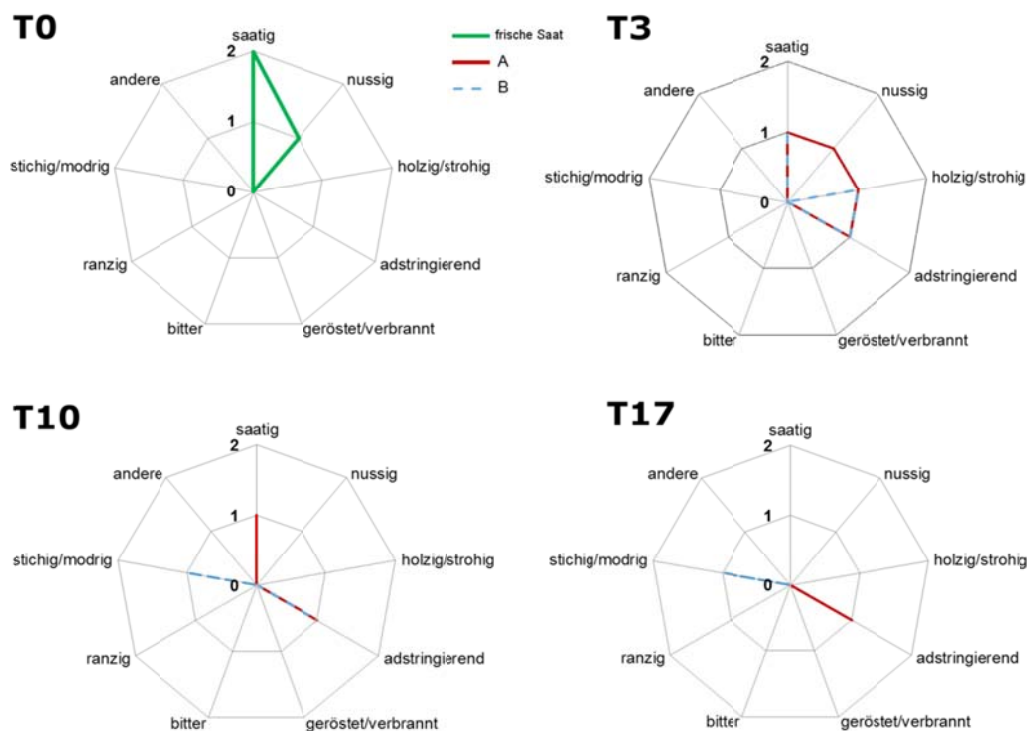 T0
saatig
2
andere
nussig
1
stichig/modrig
holzig/strohig
0
ranzig
adstringierend
bitter
geröstet/verbrannt
frische Saat
A
B
T3
saatig
2
andere
nussig
1
stichig/modrig
holzig/strohig
0
ranzig
adstringierend
bitter
geröstet/verbrannt
T10
saatig
2
andere
nussig
1
stichig/modrig
holzig/strohig
0
ranzig
adstringierend
bitter
geröstet/verbrannt
T17
saatig
2
andere
nussig
1
stichig/modrig
holzig/strohig
0
ranzig
adstringierend
bitter
geröstet/verbrannt